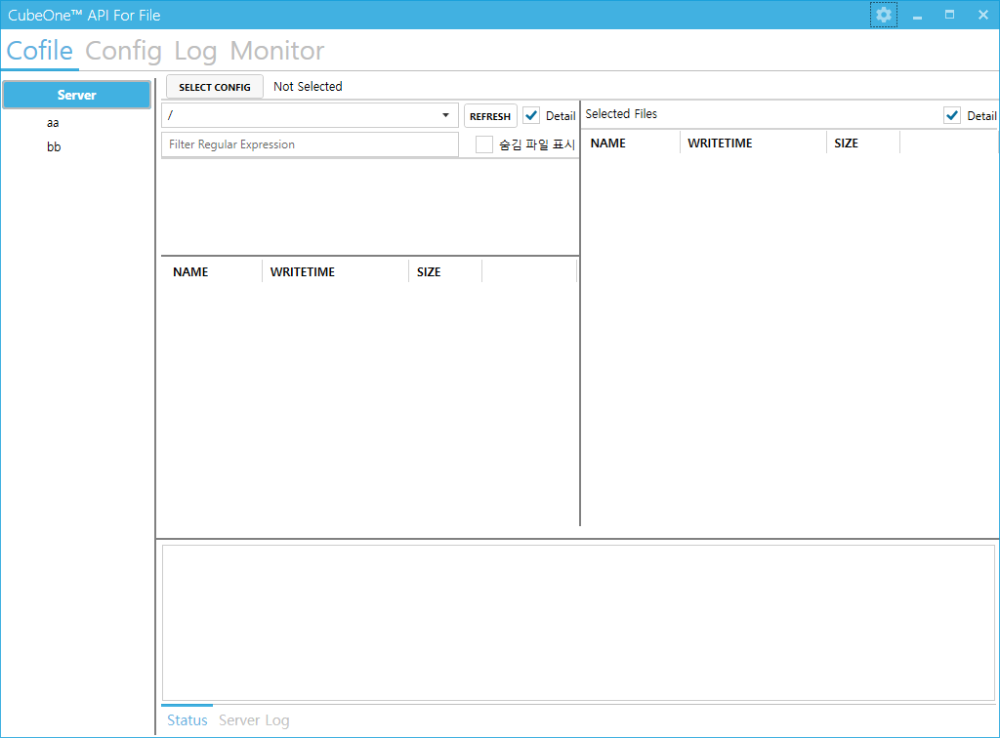 CubeOne™ API For File
Cofile Config Log Monitor
Server
aa
bb
SELECT CONFIG Not Selected
/ REFRESH Detail
Filter Regular Expression 숨김 파일 표시
NAME WRITETIME SIZE
Selected Files Detail
NAME WRITETIME SIZE
Status Server Log